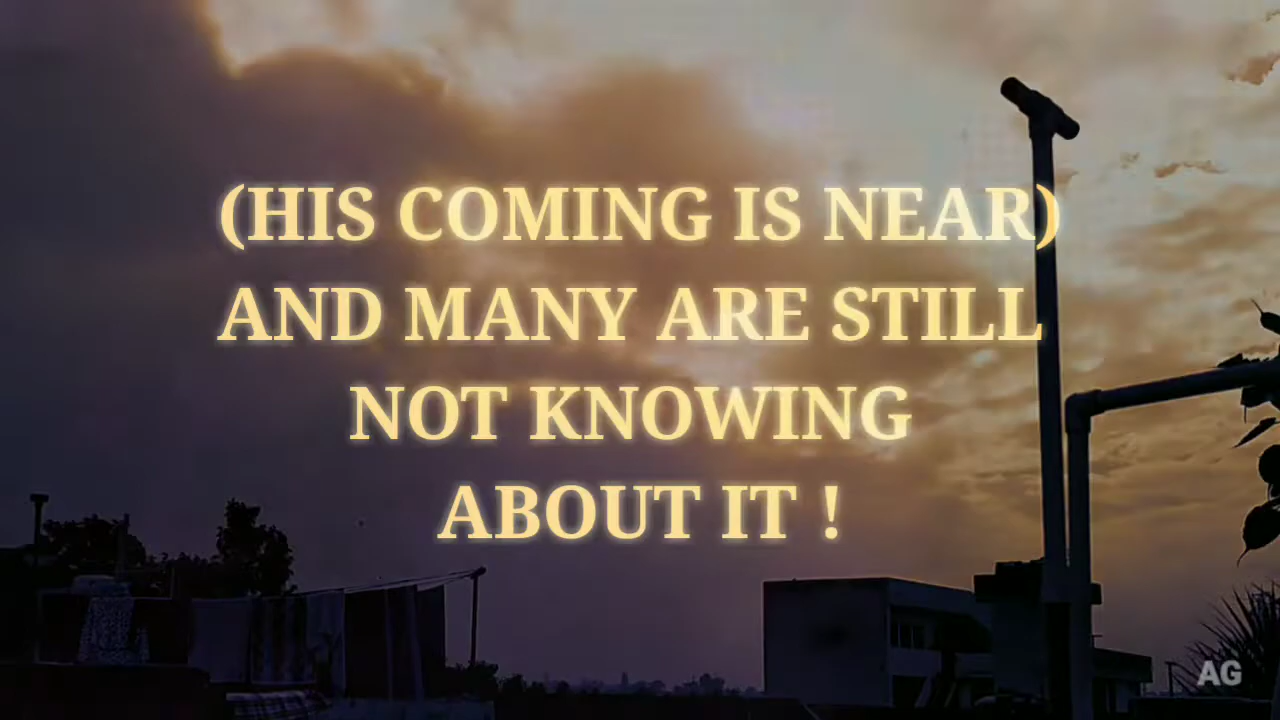 (HIS COMING IS NEAR)
AND MANY ARE STILL
NOT KNOWING
ABOUT IT !
AG